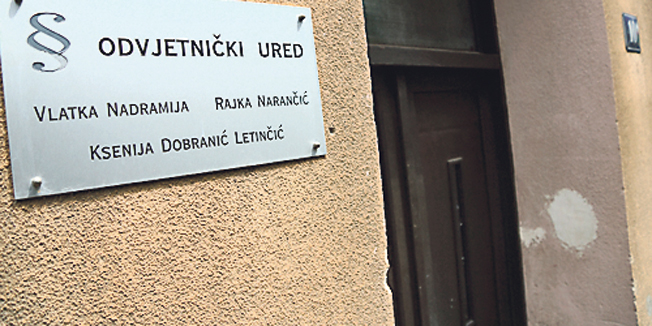 § ODVJETNIČKI URED
VLATKA NADRAMIJA RAJKA NARANČIĆ
KSENIJA DOBRANIĆ LETINČIĆ